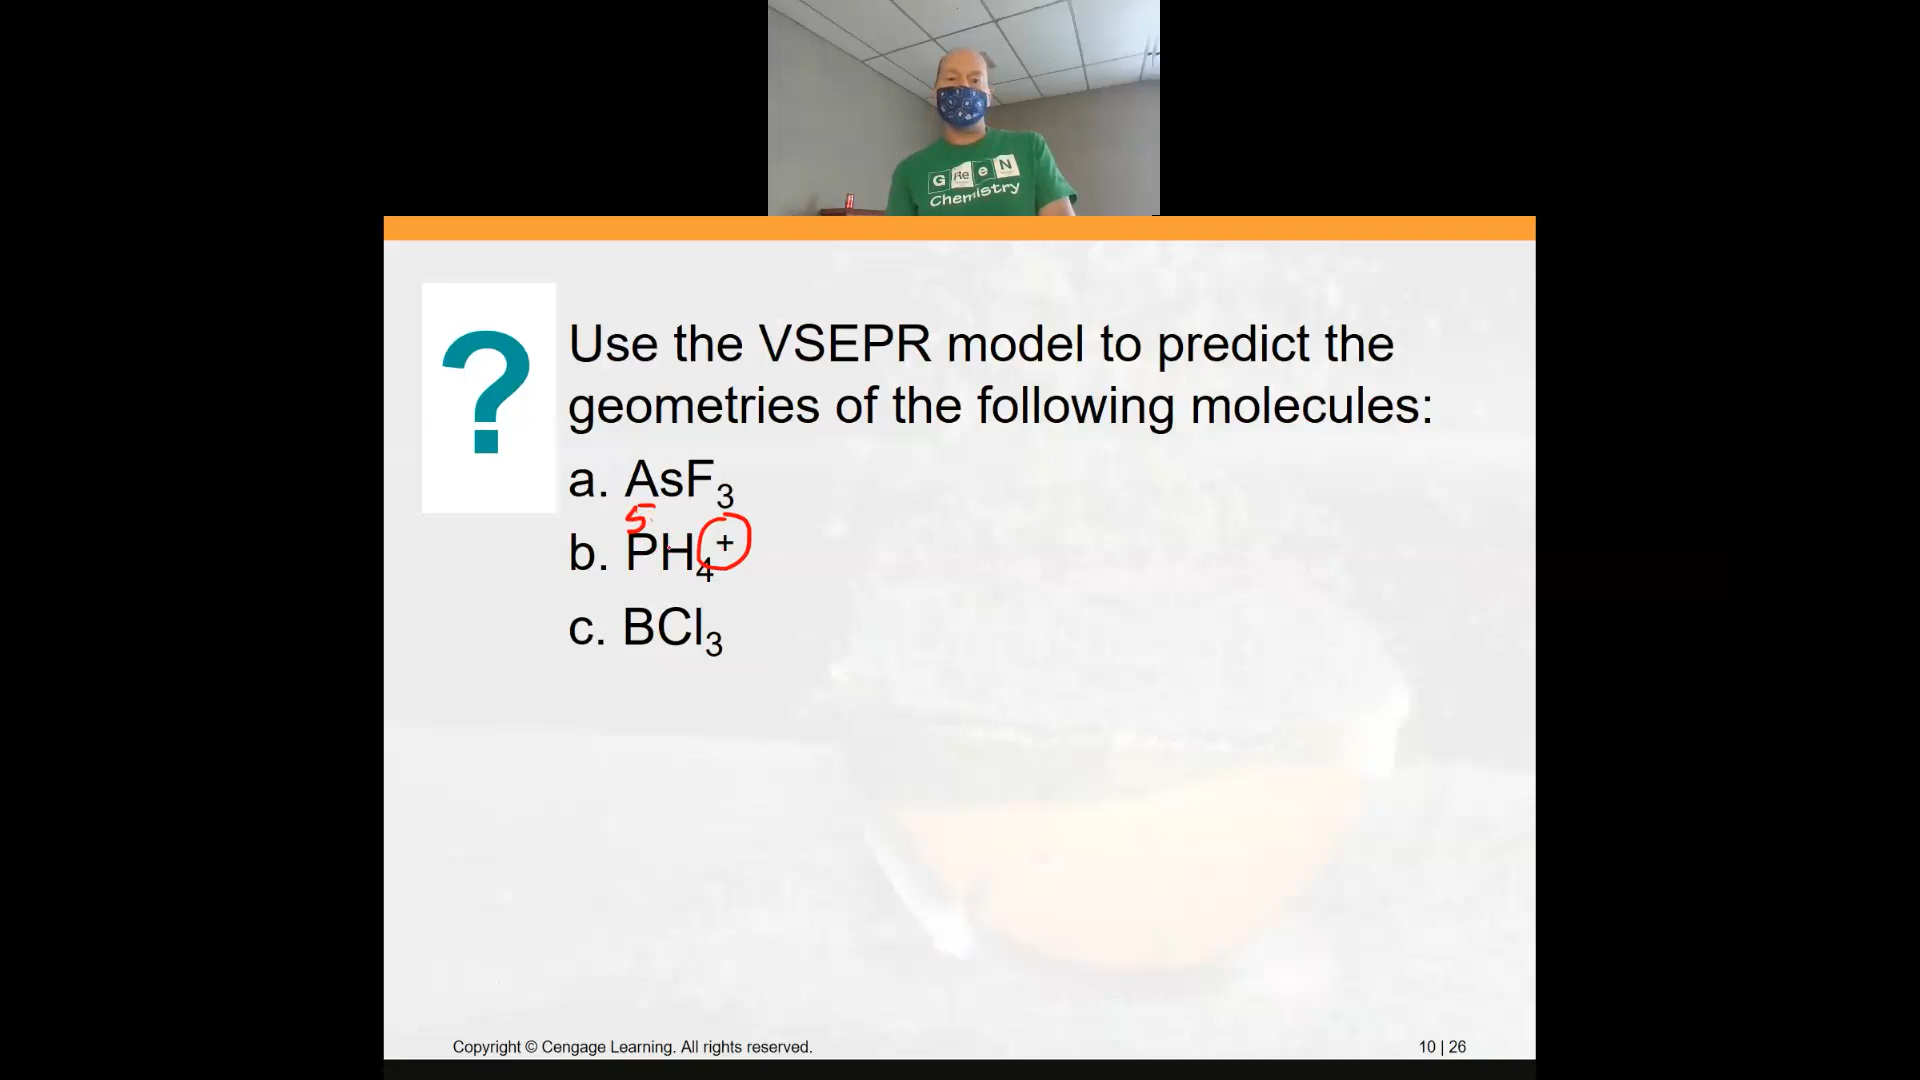 G Re e N
Chemistry
?
Use the VSEPR model to predict the
geometries of the following molecules:
a. AsF₃
5
b. PH₄⁺
c. BCl₃
Copyright © Cengage Learning. All rights reserved.
10 | 26